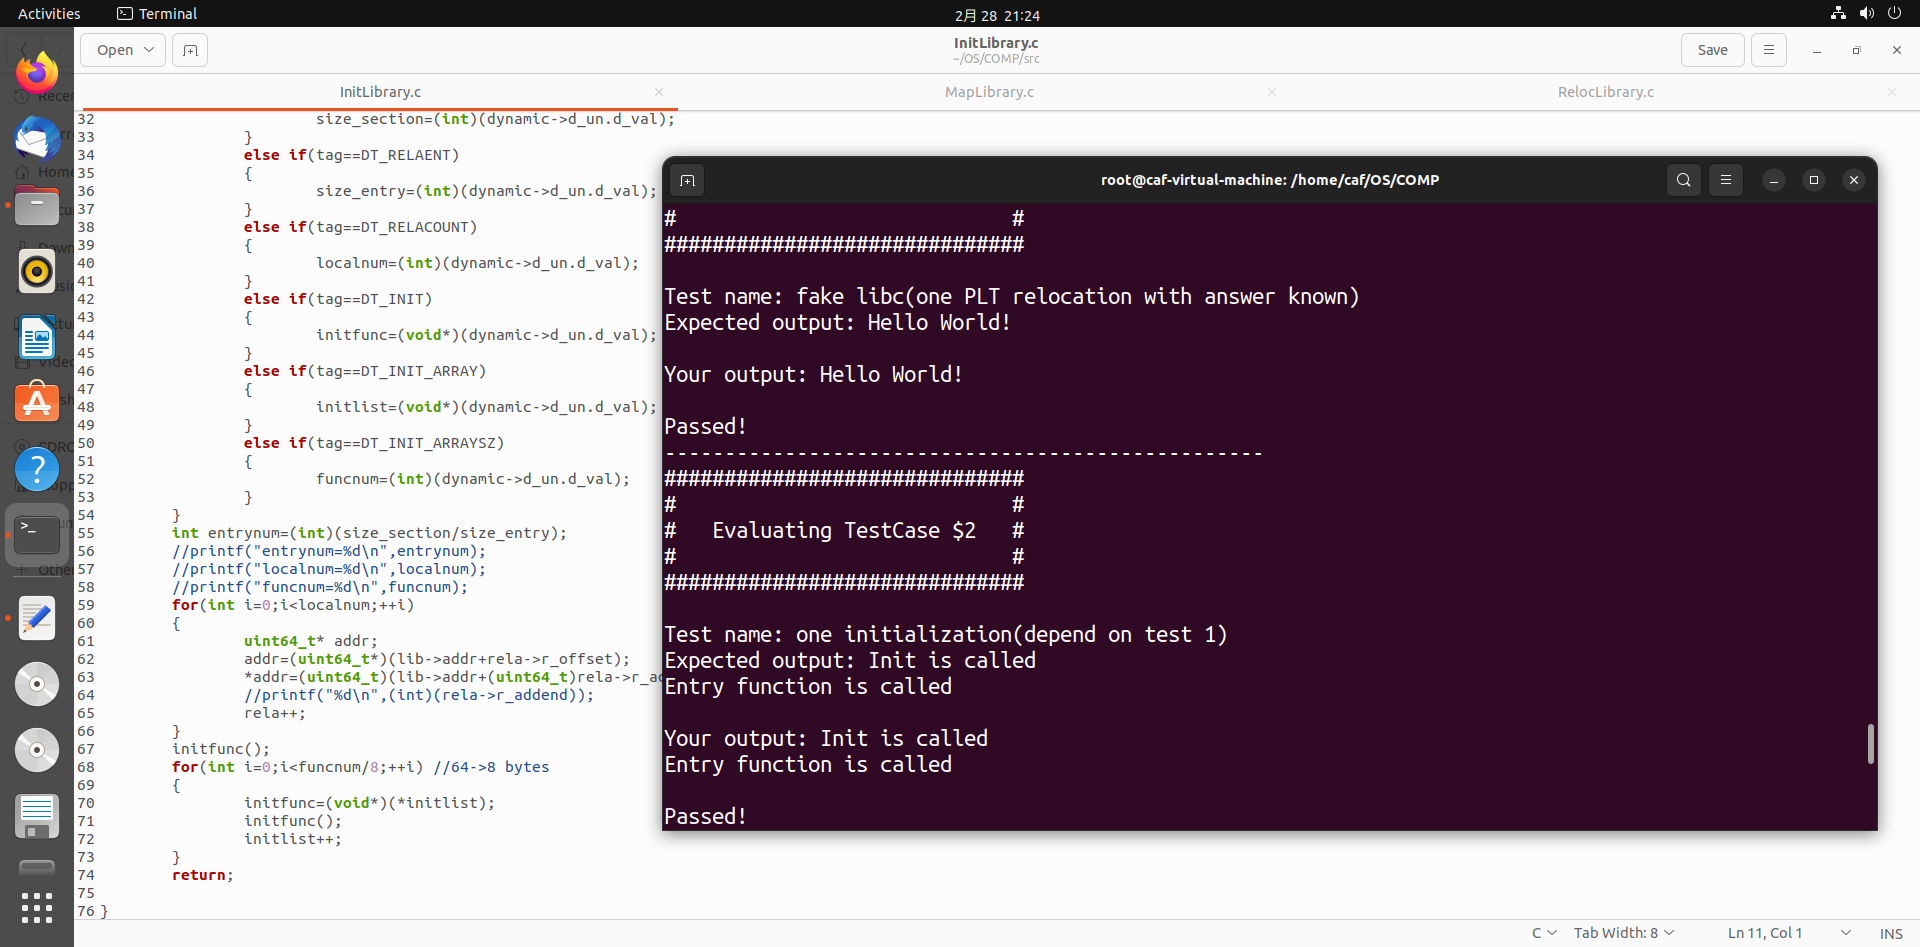 Activities
Terminal
2月 28 21:24
Open
InitLibrary.c
~/OS/COMP/src
Save
InitLibrary.c
MapLibrary.c
RelocLibrary.c
32 size_section=(int)(dynamic->d_un.d_val);
33 }
34 else if(tag==DT_RELAENT)
35 {
36 size_entry=(int)(dynamic->d_un.d_val);
37 }
38 else if(tag==DT_RELACOUNT)
39 {
40 localnum=(int)(dynamic->d_un.d_val);
41 }
42 else if(tag==DT_INIT)
43 {
44 initfunc=(void*)(dynamic->d_un.d_val);
45 }
46 else if(tag==DT_INIT_ARRAY)
47 {
48 initlist=(void*)(dynamic->d_un.d_val);
49 }
50 else if(tag==DT_INIT_ARRAYSZ)
51 {
52 funcnum=(int)(dynamic->d_un.d_val);
53 }
54 }
55 int entrynum=(int)(size_section/size_entry);
56 //printf("entrynum=%d\n",entrynum);
57 //printf("localnum=%d\n",localnum);
58 //printf("funcnum=%d\n",funcnum);
59 for(int i=0;i<localnum;++i)
60 {
61 uint64_t* addr;
62 addr=(uint64_t*)(lib->addr+rela->r_offset);
63 *addr=(uint64_t)(lib->addr+(uint64_t)rela->r_ad
64 //printf("%d\n",(int)(rela->r_addend));
65 rela++;
66 }
67 initfunc();
68 for(int i=0;i<funcnum/8;++i) //64->8 bytes
69 {
70 initfunc=(void*)(*initlist);
71 initfunc();
72 initlist++;
73 }
74 return;
75
76 }
root@caf-virtual-machine: /home/caf/OS/COMP
# #
##############################
Test name: fake libc(one PLT relocation with answer known)
Expected output: Hello World!
Your output: Hello World!
Passed!
--------------------------------------------------
##############################
# #
# Evaluating TestCase $2 #
# #
##############################
Test name: one initialization(depend on test 1)
Expected output: Init is called
Entry function is called
Your output: Init is called
Entry function is called
Passed!
C
Tab Width: 8
Ln 11, Col 1
INS